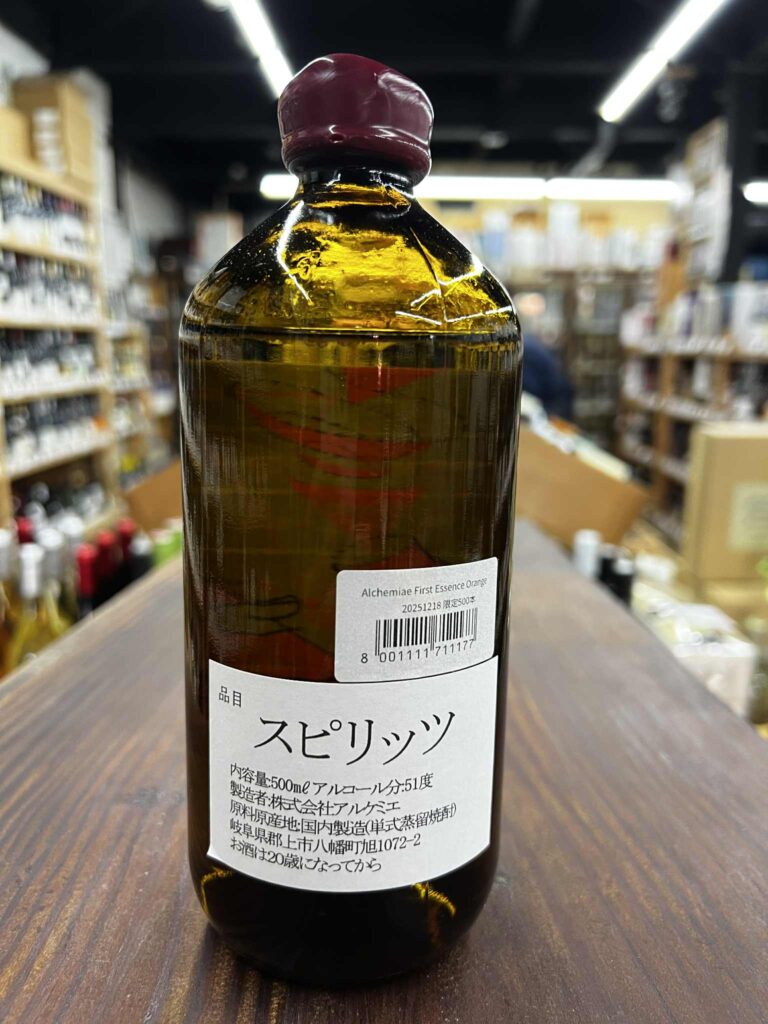 Alchemiae First Essence Orange
20251218 限定500本
8 001111 711177
品目
スピリッツ
内容量:500mℓ アルコール分:51度
製造者:株式会社アルケミエ
原料原産地:国内製造(単式蒸留焼酎)
岐阜県郡上市八幡町旭1072-2
お酒は20歳になってから